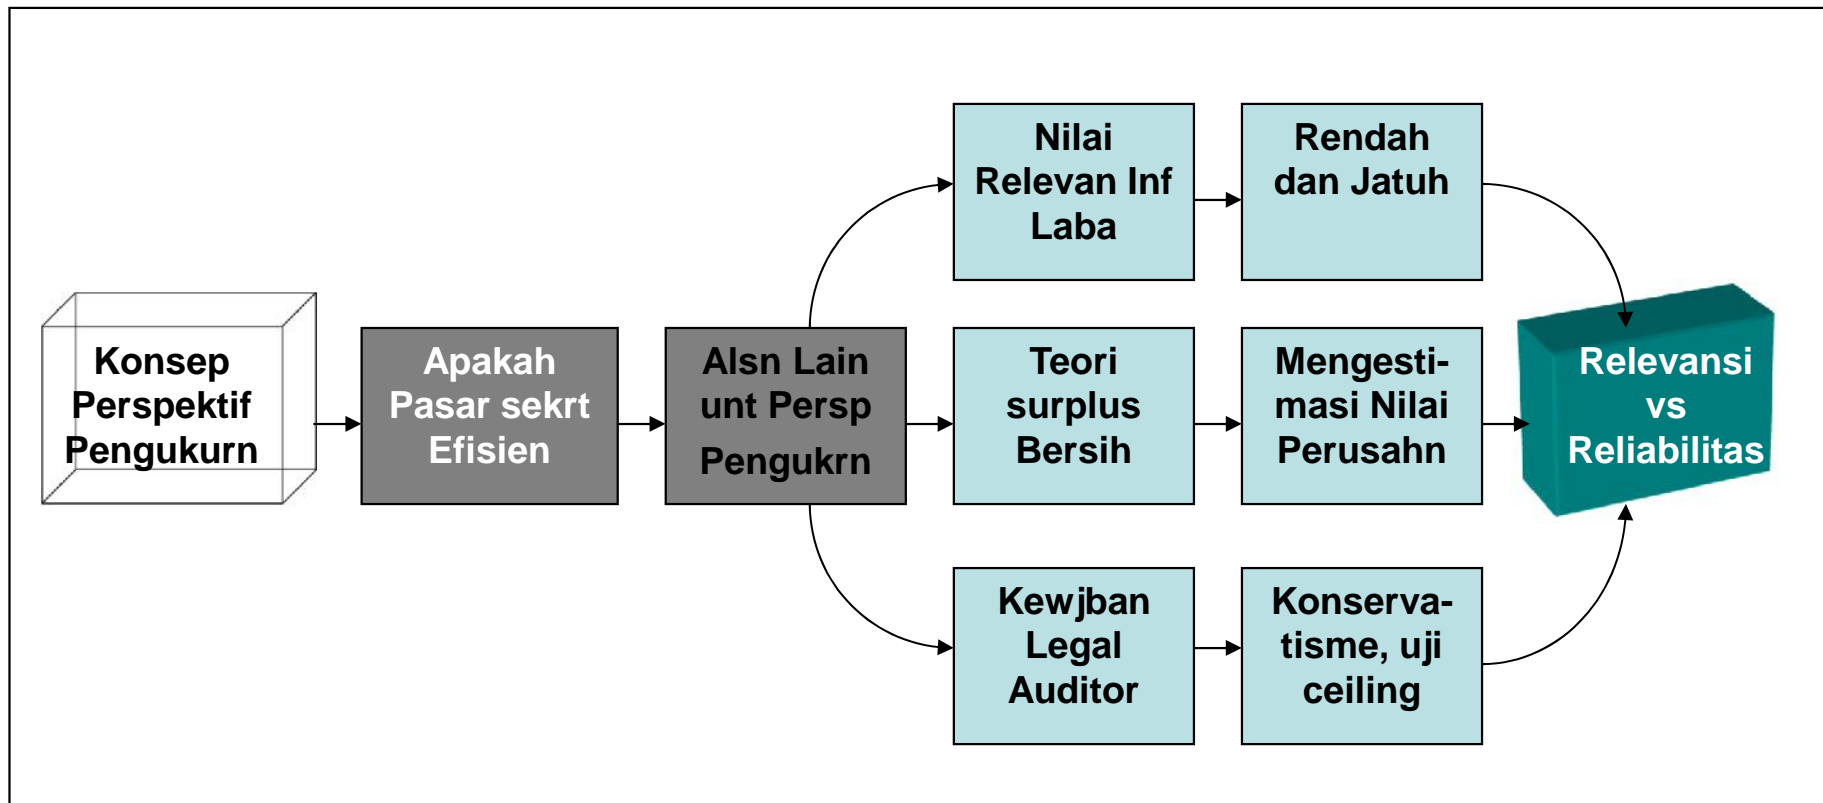 Konsep
Perspektif
Pengukurn
Apakah
Pasar sekrt
Efisien
Alsn Lain
unt Persp
Pengukrn
Nilai
Relevan Inf
Laba
Rendah
dan Jatuh
Teori
surplus
Bersih
Mengesti-
masi Nilai
Perusahn
Kewjban
Legal
Auditor
Konserva-
tisme, uji
ceiling
Relevansi
vs
Reliabilitas